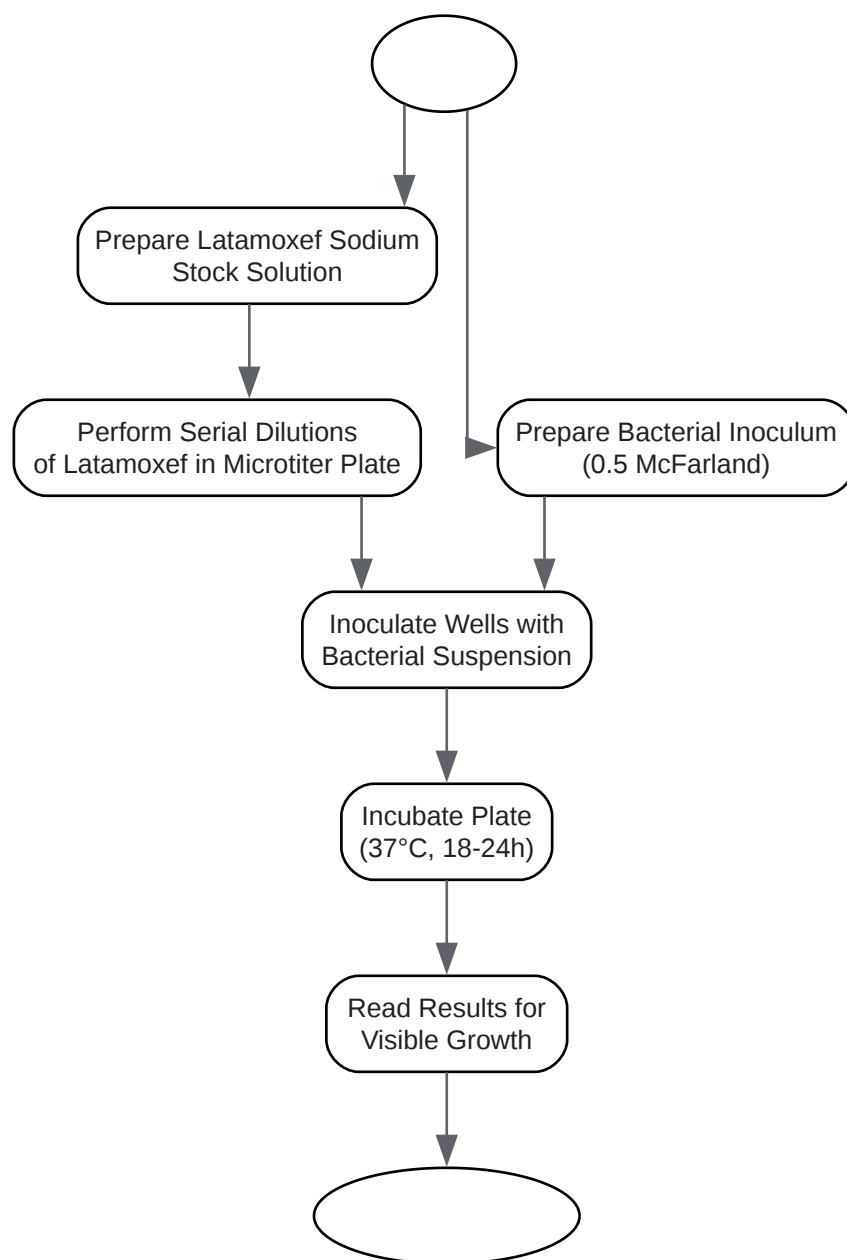 Prepare Latamoxef Sodium
Stock Solution
Perform Serial Dilutions
of Latamoxef in Microtiter Plate
Prepare Bacterial Inoculum
(0.5 McFarland)
Inoculate Wells with
Bacterial Suspension
Incubate Plate
(37°C, 18-24h)
Read Results for
Visible Growth